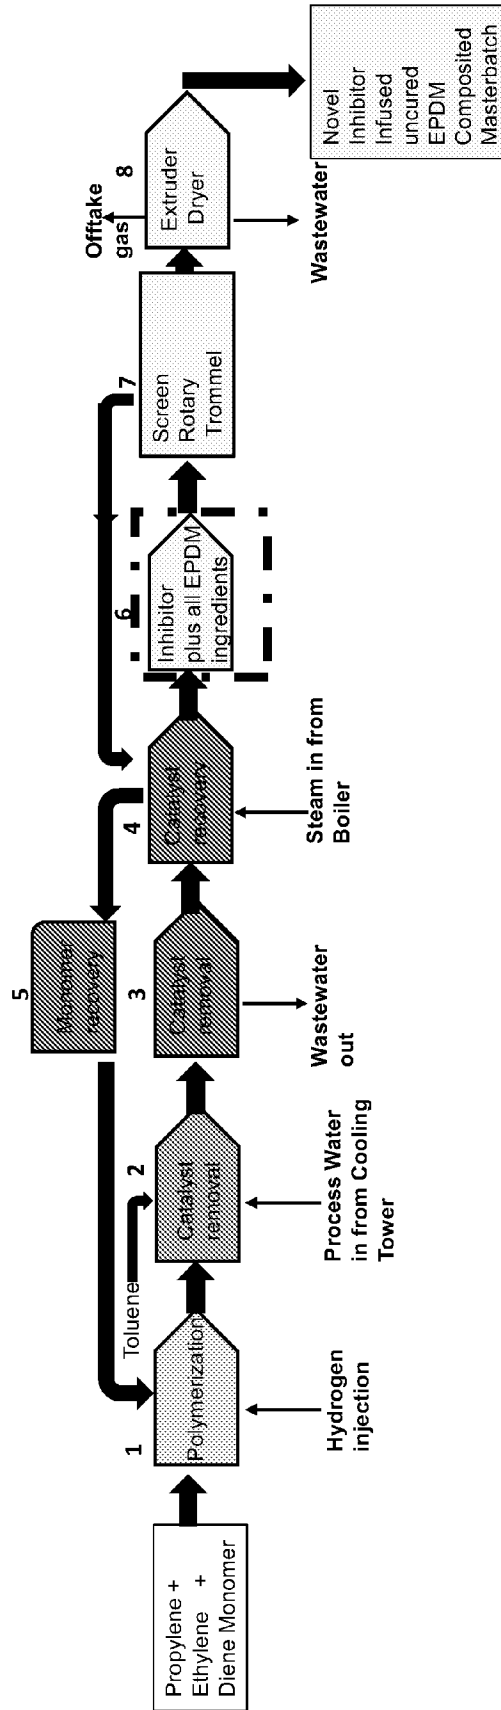 Propylene +
Ethylene +
Diene Monomer
1
Polymerization
Hydrogen
injection
Toluene
2
Catalyst
removal
Process Water
in from Cooling
Tower
3
Catalyst
removal
Wastewater
out
4
Catalyst
recovery
Steam in from
Boiler
5
Monomer
recovery
6
Inhibitor
plus all EPDM
ingredients
7
Screen
Rotary
Trommel
8
Offtake
gas
Extruder
Dryer
Wastewater
Novel
Inhibitor
Infused
uncured
EPDM
Composited
Masterbatch